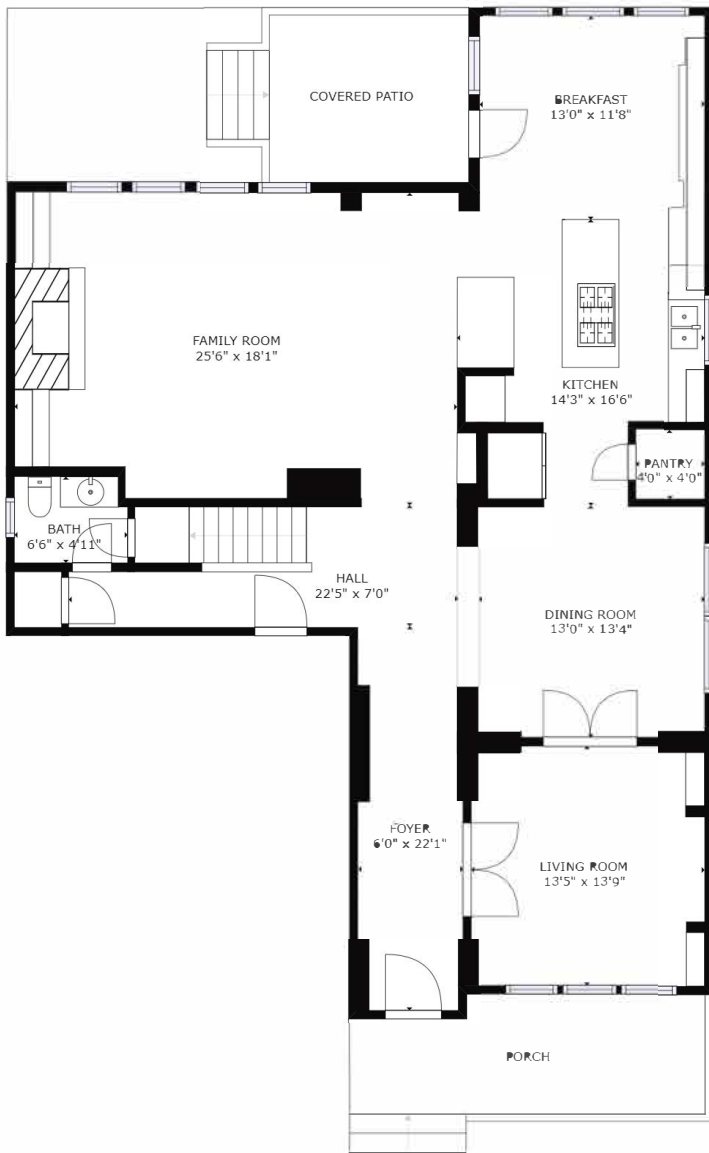 COVERED PATIO
BREAKFAST
13'0" x 11'8"
FAMILY ROOM
25'6" x 18'1"
KITCHEN
14'3" x 16'6"
PANTRY
4'0" x 4'0"
BATH
6'6" x 4'11"
HALL
22'5" x 7'0"
DINING ROOM
13'0" x 13'4"
FOYER
6'0" x 22'1"
LIVING ROOM
13'5" x 13'9"
PORCH